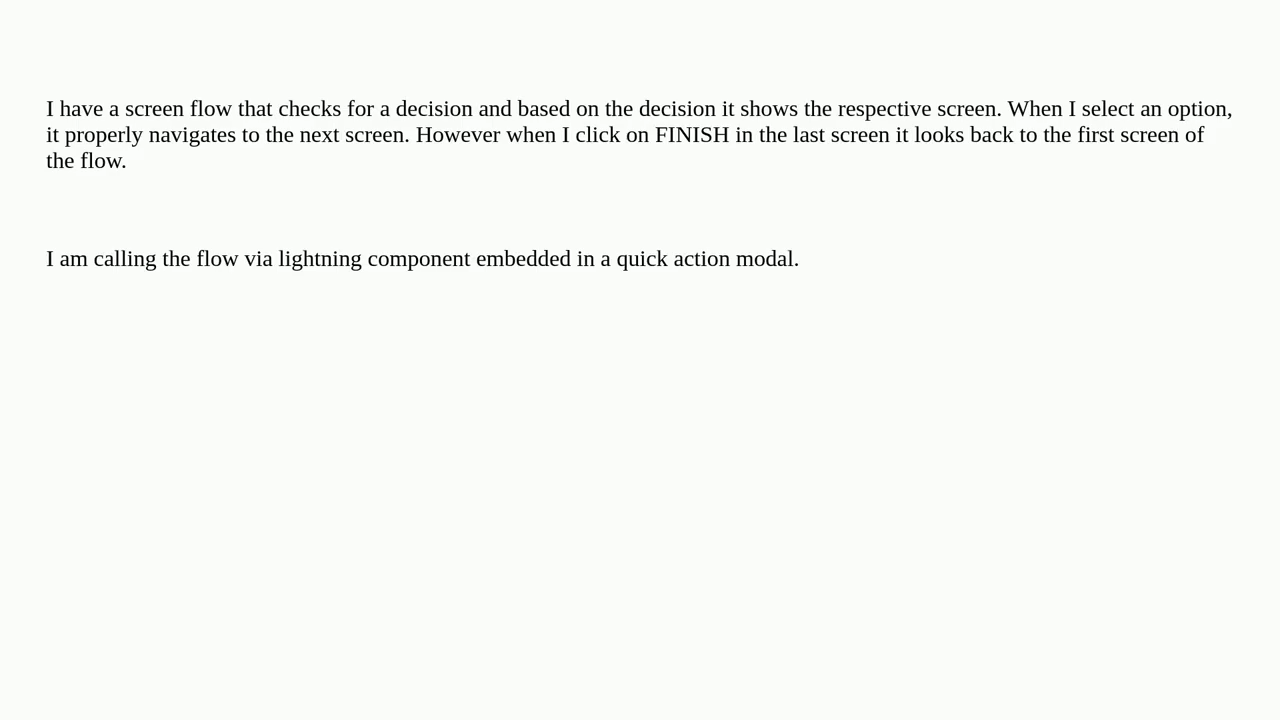 I have a screen flow that checks for a decision and based on the decision it shows the respective screen. When I select an option,
it properly navigates to the next screen. However when I click on FINISH in the last screen it looks back to the first screen of
the flow.
I am calling the flow via lightning component embedded in a quick action modal.